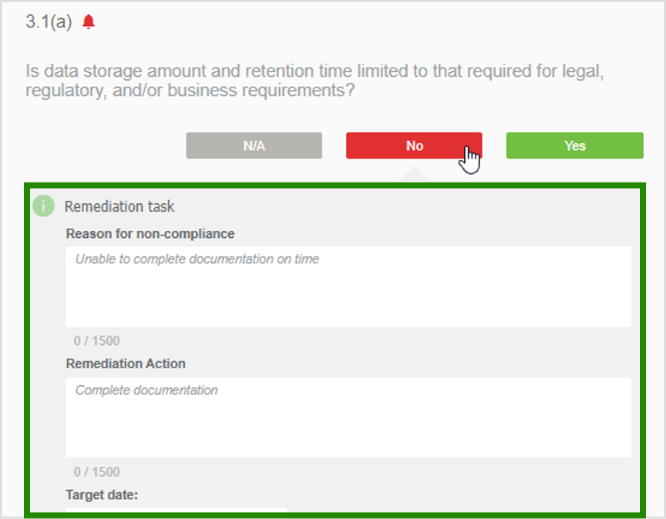 3.1(a)
Is data storage amount and retention time limited to that required for legal,
regulatory, and/or business requirements?
N/A
No
Yes
i
Remediation task
Reason for non-compliance
Unable to complete documentation on time
0 / 1500
Remediation Action
Complete documentation
0 / 1500
Target date: